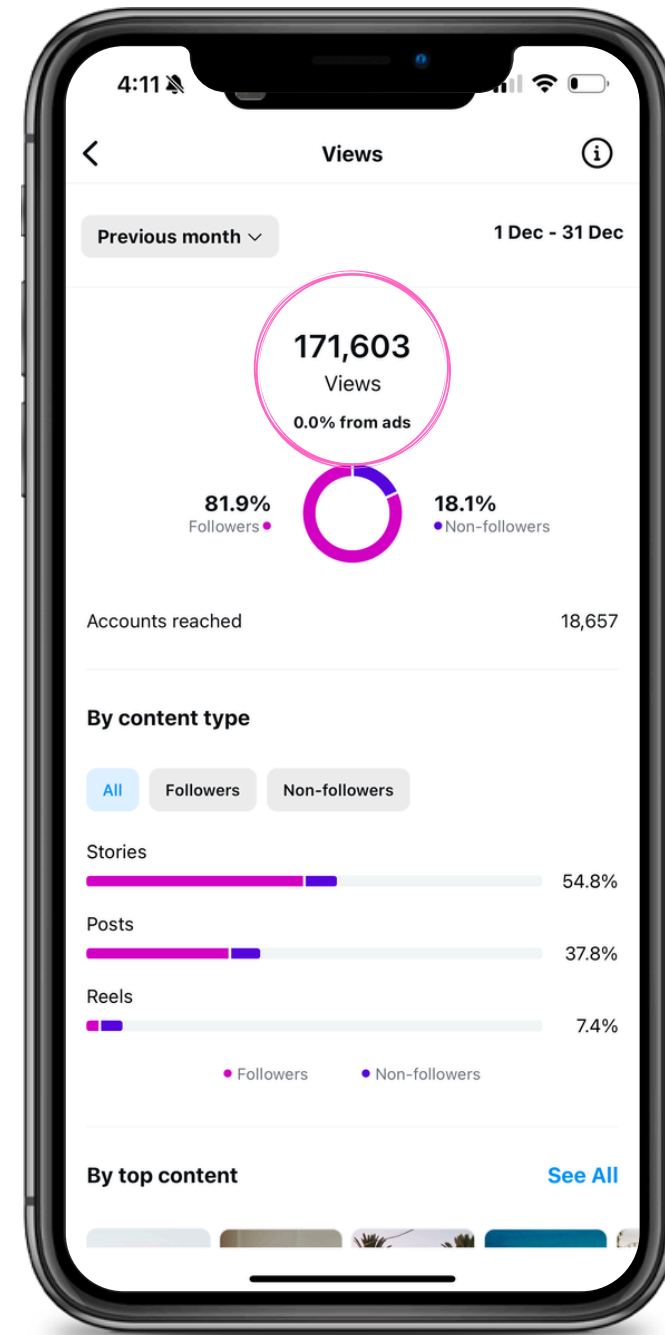 4:11
Views
Previous month
1 Dec - 31 Dec
171,603
Views
0.0% from ads
81.9%
Followers
18.1%
Non-followers
Accounts reached
18,657
By content type
All
Followers
Non-followers
Stories
54.8%
Posts
37.8%
Reels
7.4%
Followers
Non-followers
By top content
See All